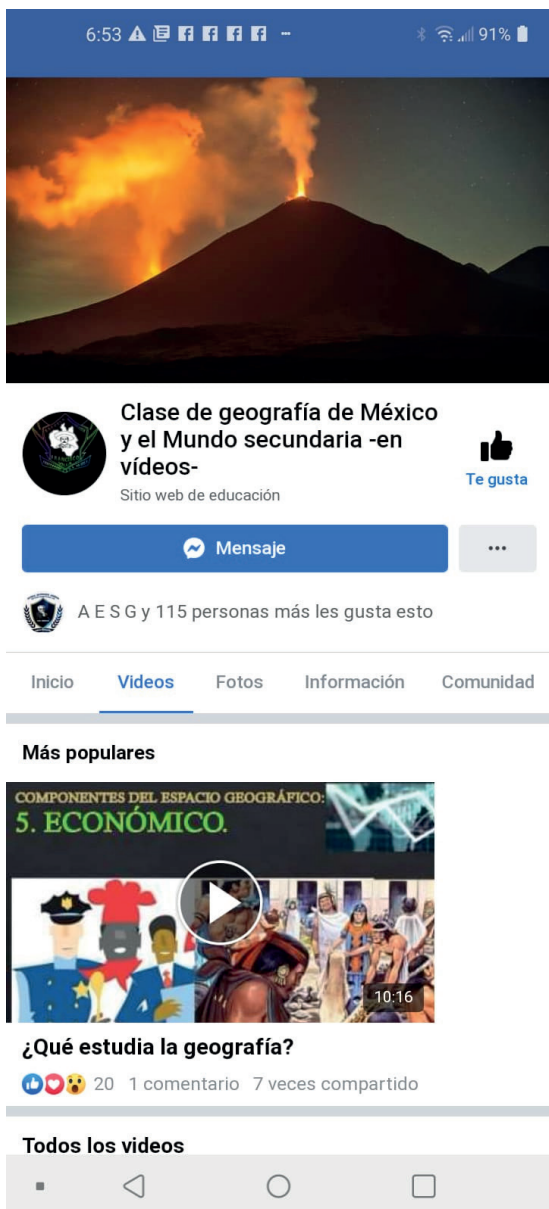 6:53
91%
Clase de geografía de México
y el Mundo secundaria -en
vídeos-
Sitio web de educación
Te gusta
Mensaje
A E S G y 115 personas más les gusta esto
Inicio Videos Fotos Información Comunidad
Más populares
COMPONENTES DEL ESPACIO GEOGRÁFICO:
5. ECONÓMICO.
10:16
¿Qué estudia la geografía?
20 1 comentario 7 veces compartido
Todos los videos